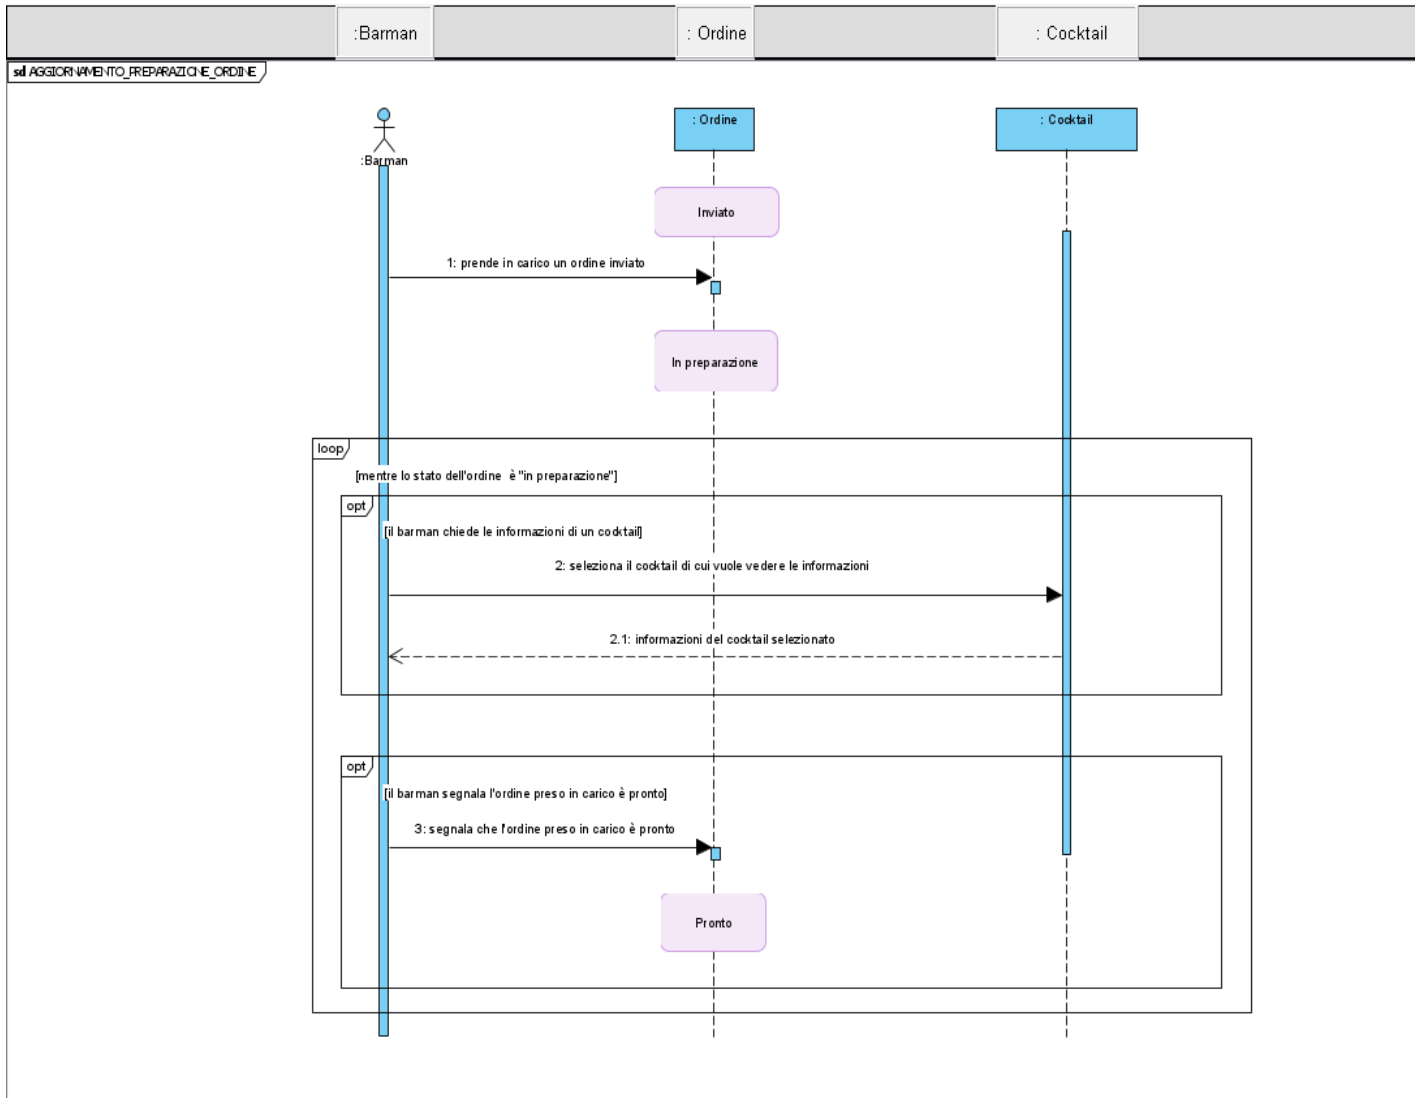 :Barman
: Ordine
: Cocktail
sd AGGIORNAMENTO_PREPARAZIONE_ORDINE
:Barman
: Ordine
: Cocktail
Inviato
1: prende in carico un ordine inviato
In preparazione
loop
[mentre lo stato dell'ordine è "in preparazione"]
opt
[il barman chiede le informazioni di un cocktail]
2: seleziona il cocktail di cui vuole vedere le informazioni
2.1: informazioni del cocktail selezionato
opt
[il barman segnala l'ordine preso in carico è pronto]
3: segnala che l'ordine preso in carico è pronto
Pronto